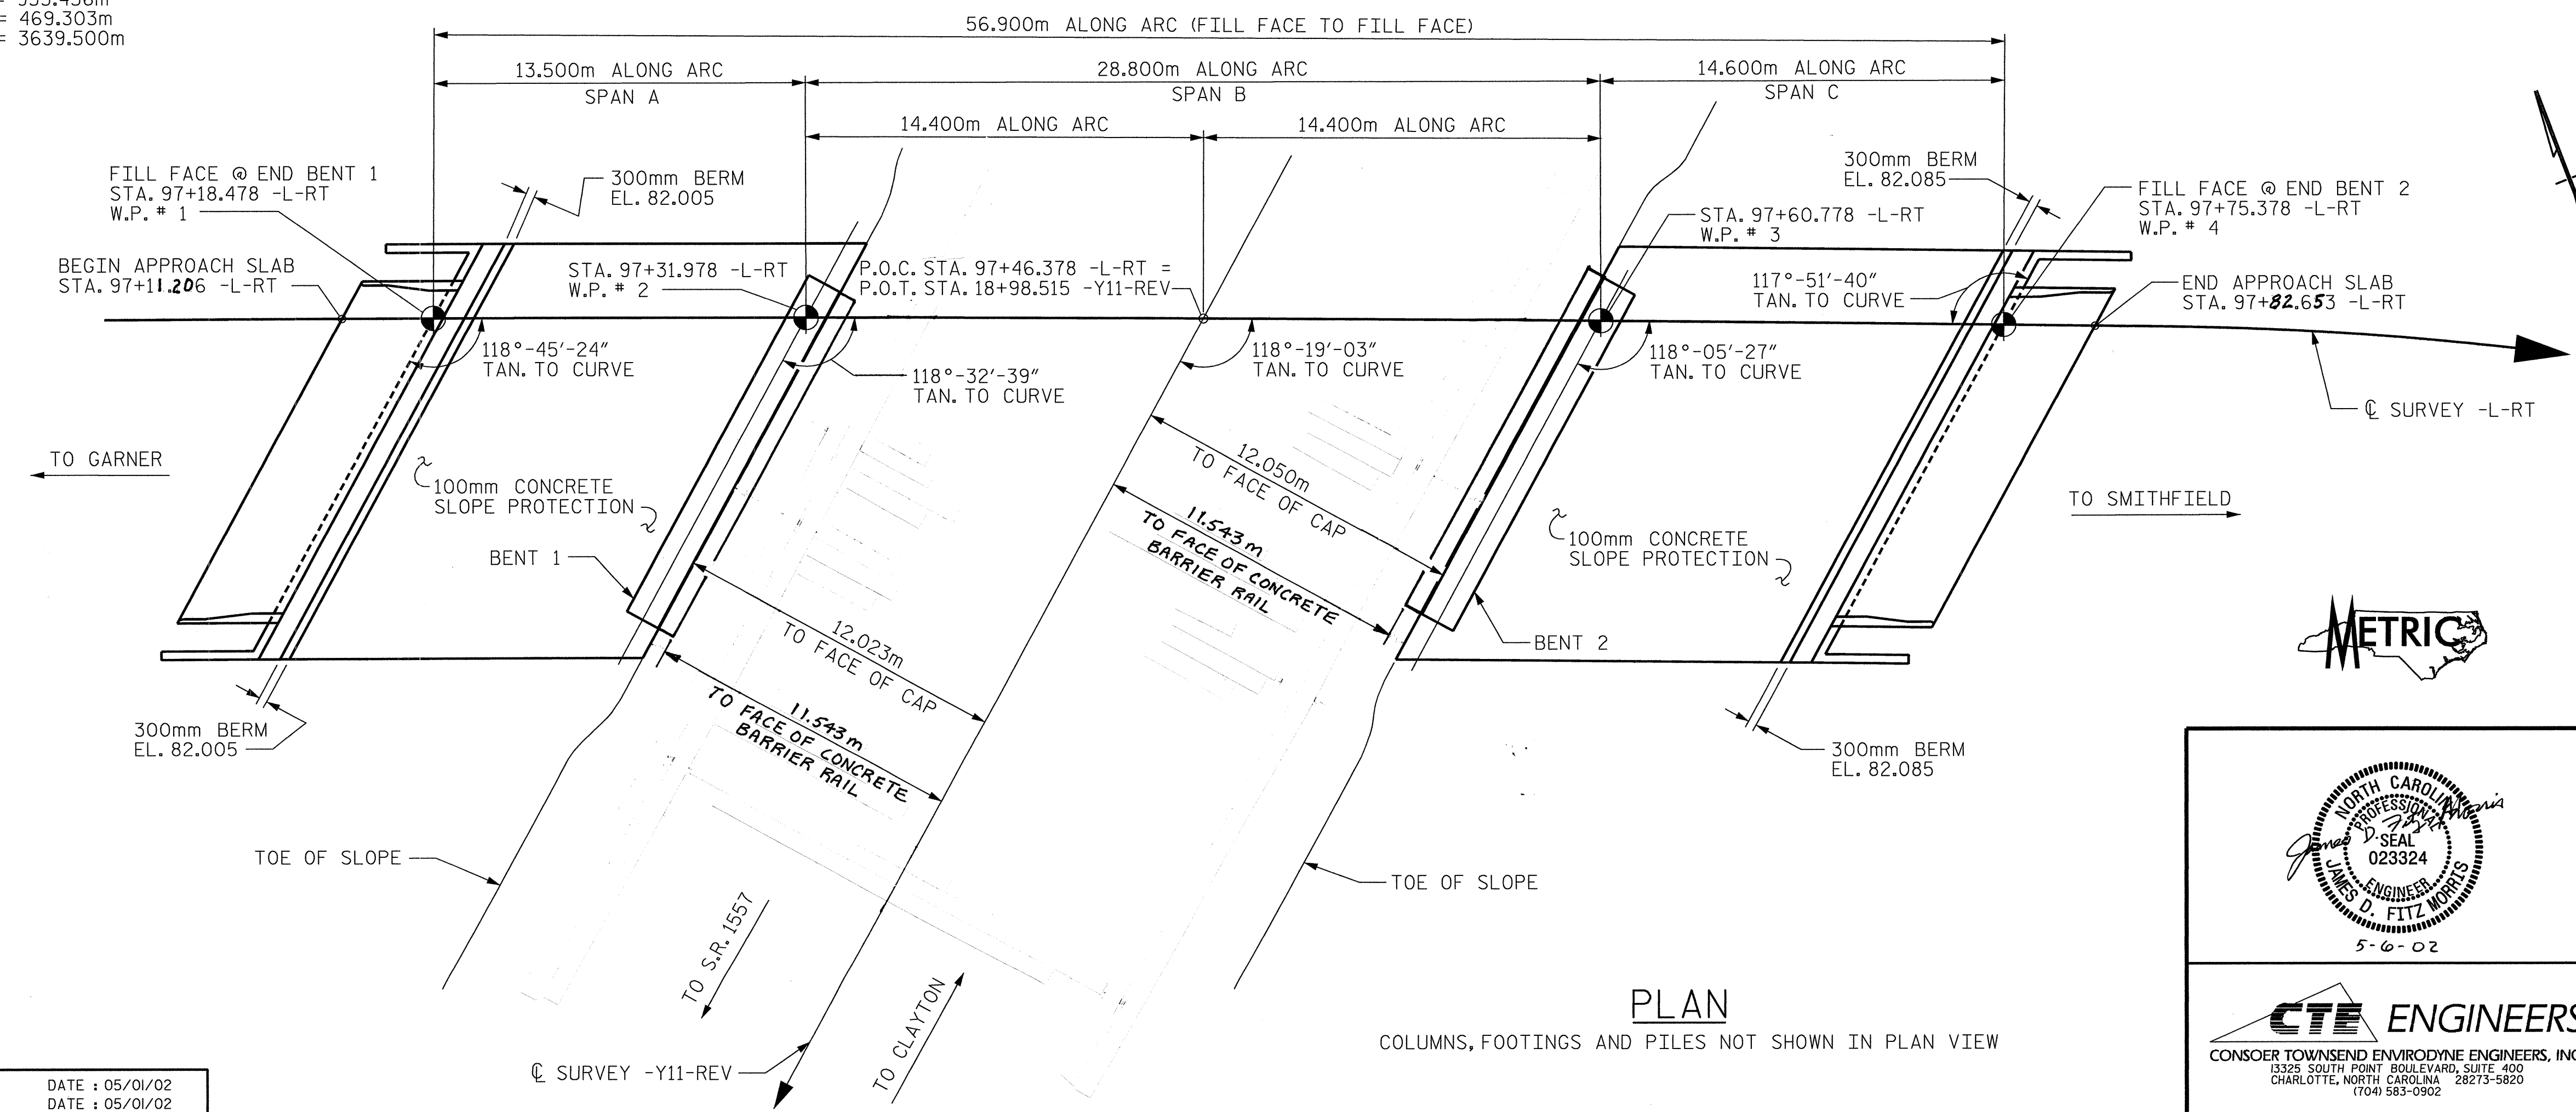 = 469.303m
= 3639.500m
56.900m ALONG ARC (FILL FACE TO FILL FACE)
13.500m ALONG ARC
28.800m ALONG ARC
14.600m ALONG ARC
SPAN A
SPAN B
SPAN C
14.400m ALONG ARC
14.400m ALONG ARC
FILL FACE @ END BENT 1
STA. 97+18.478 -L-RT
W.P. # 1
300mm BERM
EL. 82.005
300mm BERM
EL. 82.085
FILL FACE @ END BENT 2
STA. 97+75.378 -L-RT
W.P. # 4
STA. 97+60.778 -L-RT
W.P. # 3
BEGIN APPROACH SLAB
STA. 97+11.206 -L-RT
STA. 97+31.978 -L-RT
W.P. # 2
P.O.C. STA. 97+46.378 -L-RT =
P.O.T. STA. 18+98.515 -Y11-REV
117°-51'-40"
TAN. TO CURVE
END APPROACH SLAB
STA. 97+82.653 -L-RT
118°-45'-24"
TAN. TO CURVE
118°-32'-39"
TAN. TO CURVE
118°-19'-03"
TAN. TO CURVE
118°-05'-27"
TAN. TO CURVE
℄ SURVEY -L-RT
TO GARNER
100mm CONCRETE
SLOPE PROTECTION
12.050m
TO FACE OF CAP
11.543 m
TO FACE OF CONCRETE
BARRIER RAIL
100mm CONCRETE
SLOPE PROTECTION
TO SMITHFIELD
BENT 1
BENT 2
12.023m
TO FACE OF CAP
11.543 m
TO FACE OF CONCRETE
BARRIER RAIL
METRIC
300mm BERM
EL. 82.005
300mm BERM
EL. 82.085
TOE OF SLOPE
TOE OF SLOPE
TO S.R. 1557
TO CLAYTON
℄ SURVEY -Y11-REV
PLAN
COLUMNS, FOOTINGS AND PILES NOT SHOWN IN PLAN VIEW
NORTH CAROLINA
PROFESSIONAL
SEAL
023324
ENGINEER
JAMES D. FITZ MORRIS
James D. Fitz Morris
5-6-02
CTE ENGINEERS
CONSOER TOWNSEND ENVIRODYNE ENGINEERS, INC
13325 SOUTH POINT BOULEVARD, SUITE 400
CHARLOTTE, NORTH CAROLINA 28273-5820
(704) 583-0902
DATE : 05/01/02
DATE : 05/01/02